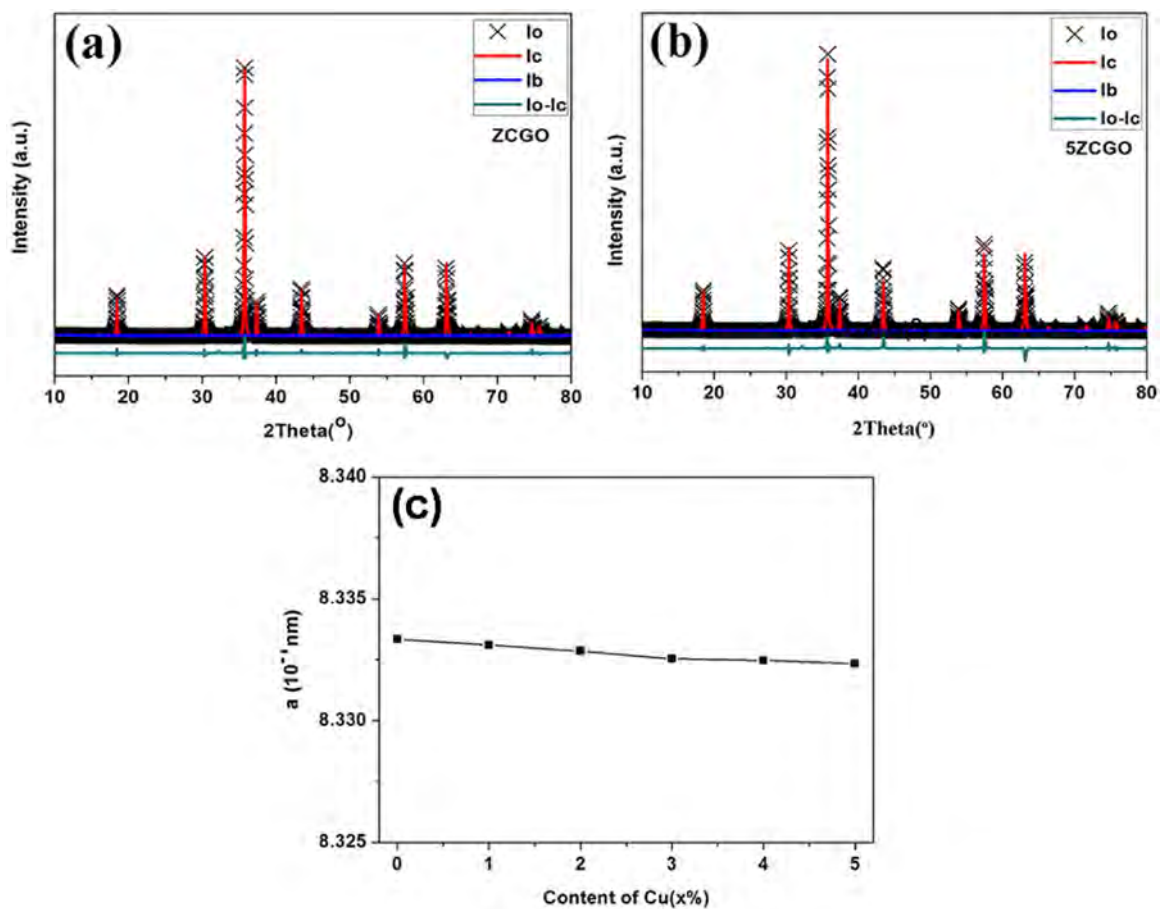 (a)
Io
Ic
Ib
Io-Ic
ZCGO
Intensity (a.u.)
10 20 30 40 50 60 70 80
2Theta(O)
(b)
Io
Ic
Ib
Io-Ic
5ZCGO
Intensity (a.u.)
10 20 30 40 50 60 70 80
2Theta(°)
(c)
8.340
8.335
8.330
8.325
a (10⁻¹nm)
0 1 2 3 4 5
Content of Cu(x%)